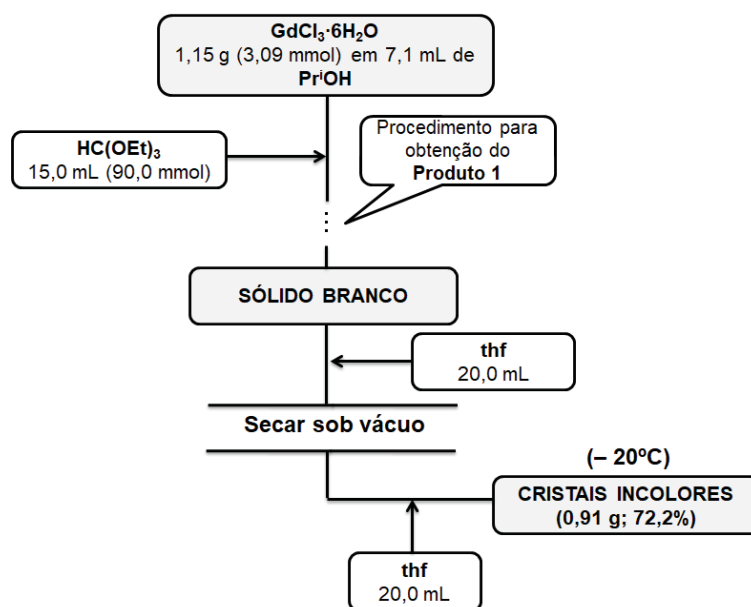 GdCl₃·6H₂O
1,15 g (3,09 mmol) em 7,1 mL de
PrⁱOH
HC(OEt)₃
15,0 mL (90,0 mmol)
Procedimento para
obtenção do
Produto 1
SÓLIDO BRANCO
thf
20,0 mL
Secar sob vácuo
(– 20ºC)
CRISTAIS INCOLORES
(0,91 g; 72,2%)
thf
20,0 mL